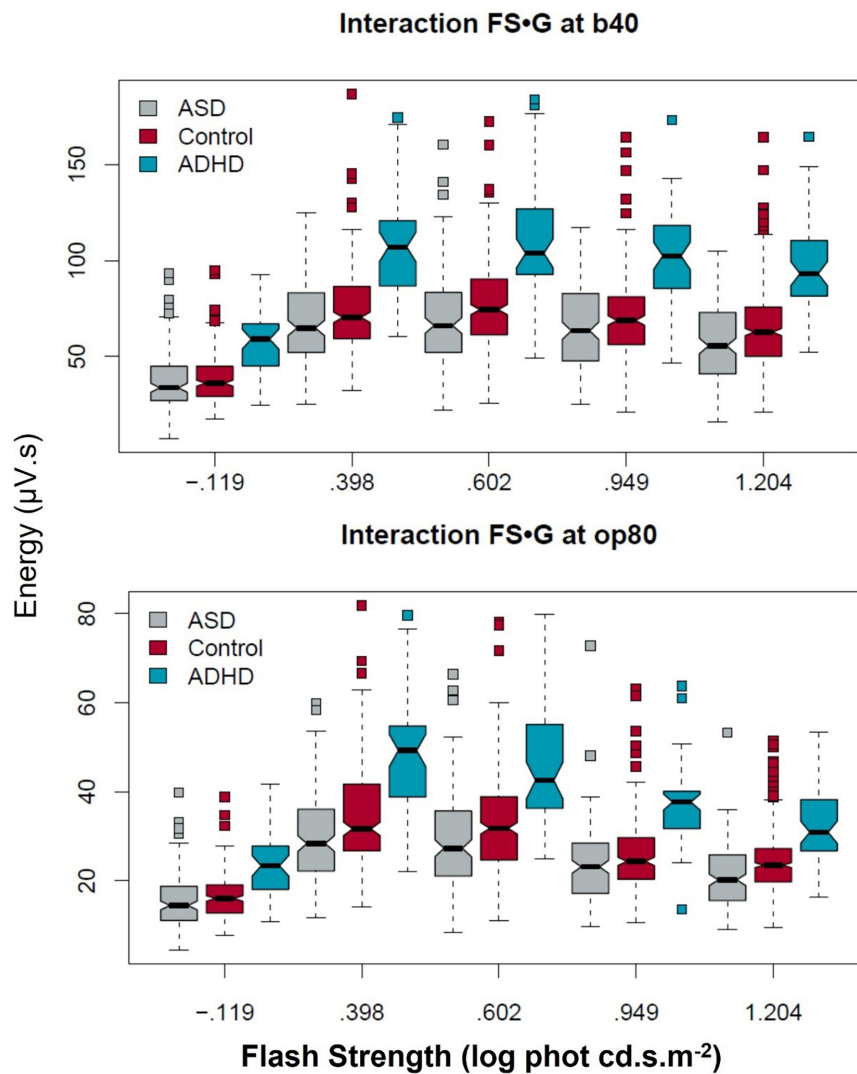 Interaction FS•G at b40
ASD
Control
ADHD
150
100
50
−.119 .398 .602 .949 1.204
Energy (µV.s)
Interaction FS•G at op80
ASD
Control
ADHD
80
60
40
20
−.119 .398 .602 .949 1.204
Flash Strength (log phot cd.s.m-2)